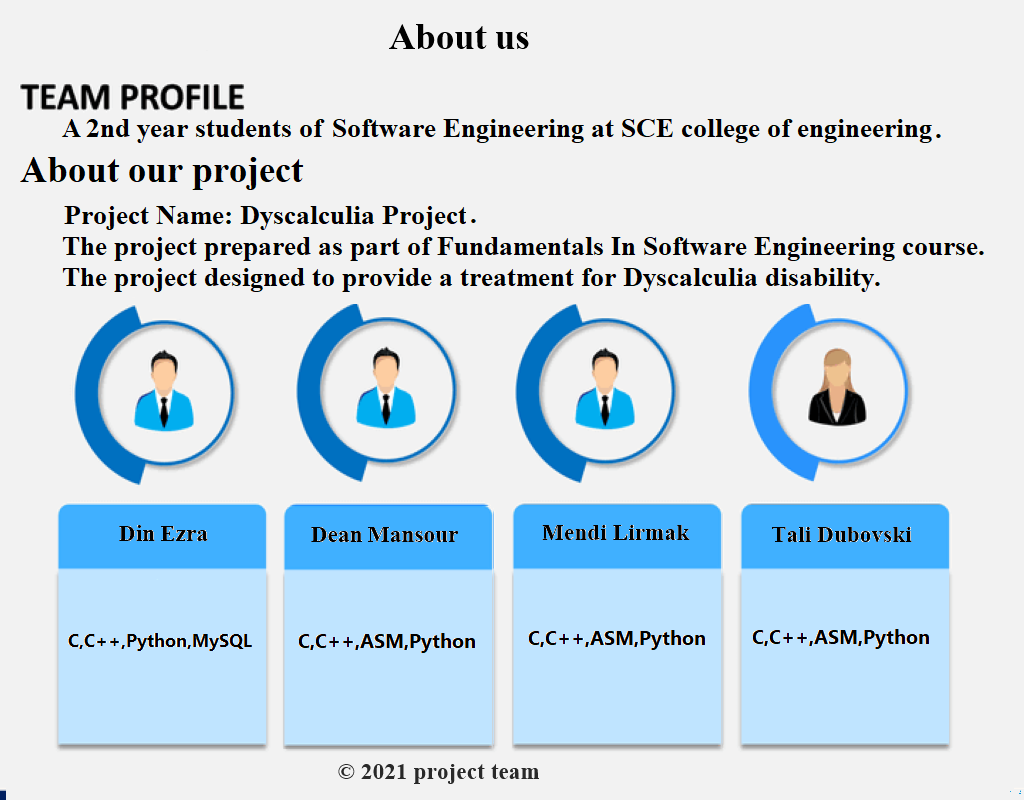 About us
TEAM PROFILE
A 2nd year students of Software Engineering at SCE college of engineering.
About our project
Project Name: Dyscalculia Project.
The project prepared as part of Fundamentals In Software Engineering course.
The project designed to provide a treatment for Dyscalculia disability.
Din Ezra
Dean Mansour
Mendi Lirmak
Tali Dubovski
C,C++,Python,MySQL
C,C++,ASM,Python
C,C++,ASM,Python
C,C++,ASM,Python
© 2021 project team